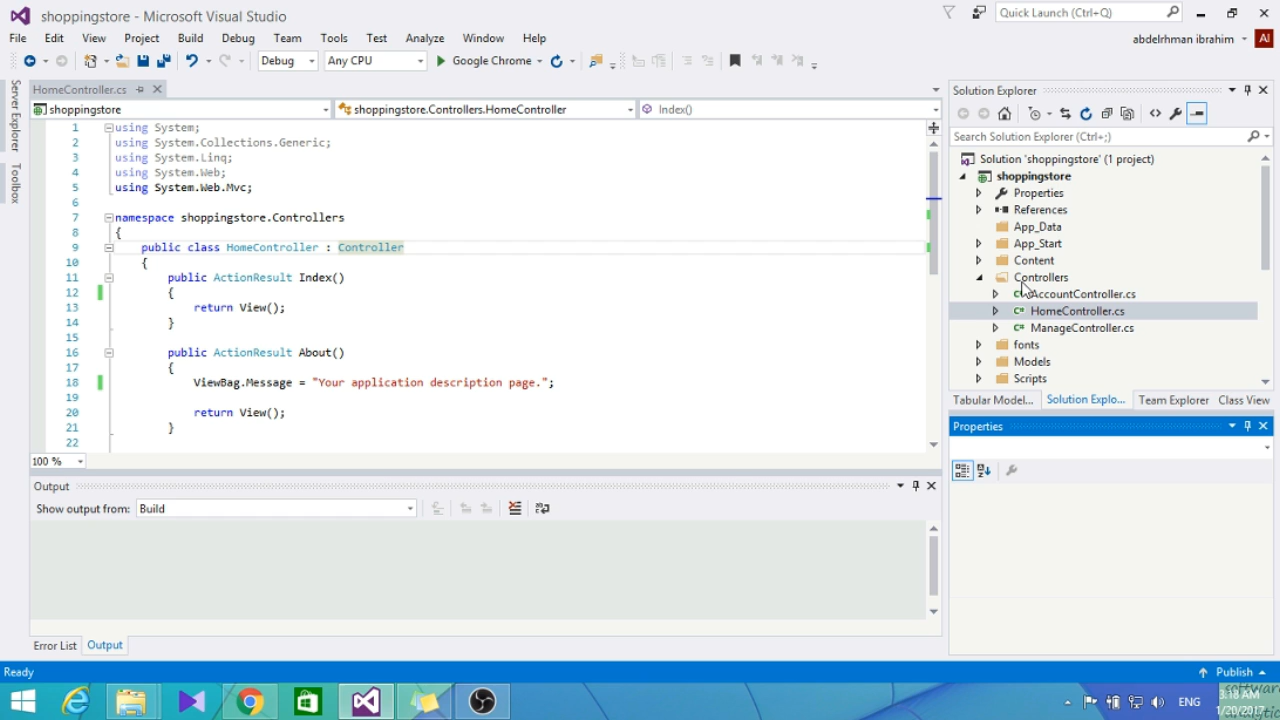 shoppingstore - Microsoft Visual Studio
Quick Launch (Ctrl+Q)
File Edit View Project Build Debug Team Tools Test Analyze Window Help
abdelrhman ibrahim AI
Debug Any CPU Google Chrome
Server Explorer
Toolbox
HomeController.cs
shoppingstore shoppingstore.Controllers.HomeController Index()
1 using System;
2 using System.Collections.Generic;
3 using System.Linq;
4 using System.Web;
5 using System.Web.Mvc;
6
7 namespace shoppingstore.Controllers
8 {
9 public class HomeController : Controller
10 {
11 public ActionResult Index()
12 {
13 return View();
14 }
15
16 public ActionResult About()
17 {
18 ViewBag.Message = "Your application description page.";
19
20 return View();
21 }
22
100 %
Output
Show output from: Build
Error List Output
Solution Explorer
Search Solution Explorer (Ctrl+;)
Solution 'shoppingstore' (1 project)
shoppingstore
Properties
References
App_Data
App_Start
Content
Controllers
C# AccountController.cs
C# HomeController.cs
C# ManageController.cs
fonts
Models
Scripts
Tabular Model... Solution Explo... Team Explorer Class View
Properties
Ready
Publish
ENG
3:18 AM
1/20/2017